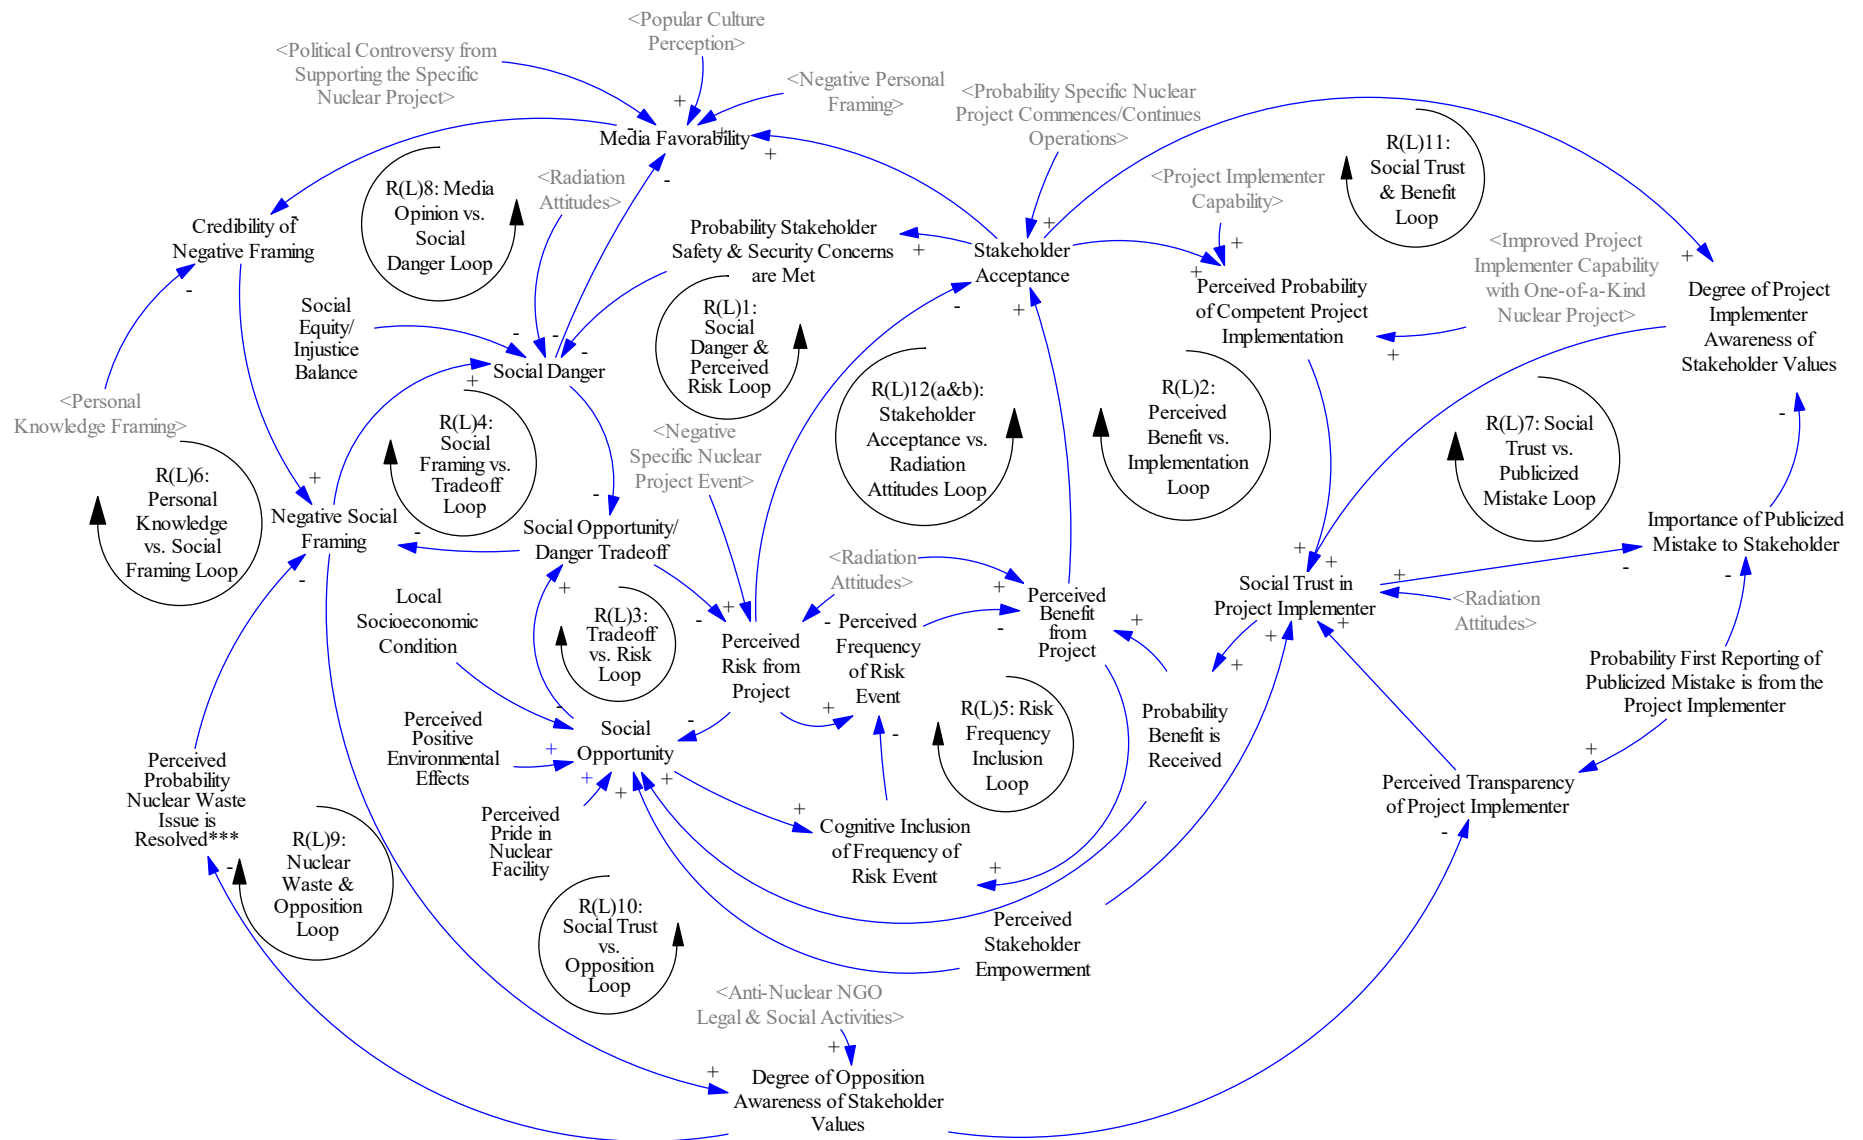 <Popular Culture
Perception>
<Political Controversy from
Supporting the Specific
Nuclear Project>
<Negative Personal
Framing>
<Probability Specific Nuclear
Project Commences/Continues
Operations>
Media Favorability
R(L)11:
Social Trust
& Benefit
Loop
R(L)8: Media
Opinion vs.
Social
Danger Loop
<Radiation
Attitudes>
<Project Implementer
Capability>
Credibility of
Negative Framing
Probability Stakeholder
Safety & Security Concerns
are Met
Stakeholder
Acceptance
<Improved Project
Implementer Capability
with One-of-a-Kind
Nuclear Project>
Perceived Probability
of Competent Project
Implementation
Degree of Project
Implementer
Awareness of
Stakeholder Values
Social
Equity/
Injustice
Balance
R(L)1:
Social
Danger &
Perceived
Risk Loop
Social Danger
<Personal
Knowledge Framing>
R(L)4:
Social
Framing vs.
Tradeoff
Loop
<Negative
Specific Nuclear
Project Event>
R(L)12(a&b):
Stakeholder
Acceptance vs.
Radiation
Attitudes Loop
R(L)2:
Perceived
Benefit vs.
Implementation
Loop
R(L)7: Social
Trust vs.
Publicized
Mistake Loop
R(L)6:
Personal
Knowledge
vs. Social
Framing Loop
Negative Social
Framing
Social Opportunity/
Danger Tradeoff
Importance of Publicized
Mistake to Stakeholder
<Radiation
Attitudes>
Perceived
Benefit
from
Project
Social Trust in
Project Implementer
<Radiation
Attitudes>
Local
Socioeconomic
Condition
R(L)3:
Tradeoff
vs. Risk
Loop
Perceived
Risk from
Project
Perceived
Frequency
of Risk
Event
Probability First Reporting of
Publicized Mistake is from the
Project Implementer
Perceived
Positive
Environmental
Effects
Social
Opportunity
R(L)5: Risk
Frequency
Inclusion
Loop
Probability
Benefit is
Received
Perceived
Probability
Nuclear Waste
Issue is
Resolved***
Perceived Transparency
of Project Implementer
Perceived
Pride in
Nuclear
Facility
Cognitive Inclusion
of Frequency of
Risk Event
R(L)9:
Nuclear
Waste &
Opposition
Loop
R(L)10:
Social Trust
vs.
Opposition
Loop
Perceived
Stakeholder
Empowerment
<Anti-Nuclear NGO
Legal & Social Activities>
Degree of Opposition
Awareness of Stakeholder
Values